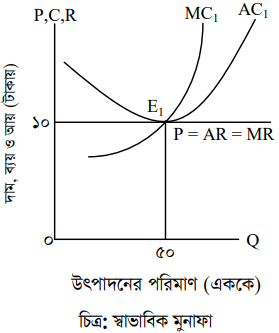 P,C,R
MC₁
AC₁
দাম, ব্যয় ও আয় (টাকায়)
E₁
১০
P = AR = MR
০
৫০
Q
উৎপাদনের পরিমাণ (এককে)
চিত্র: স্বাভাবিক মুনাফা